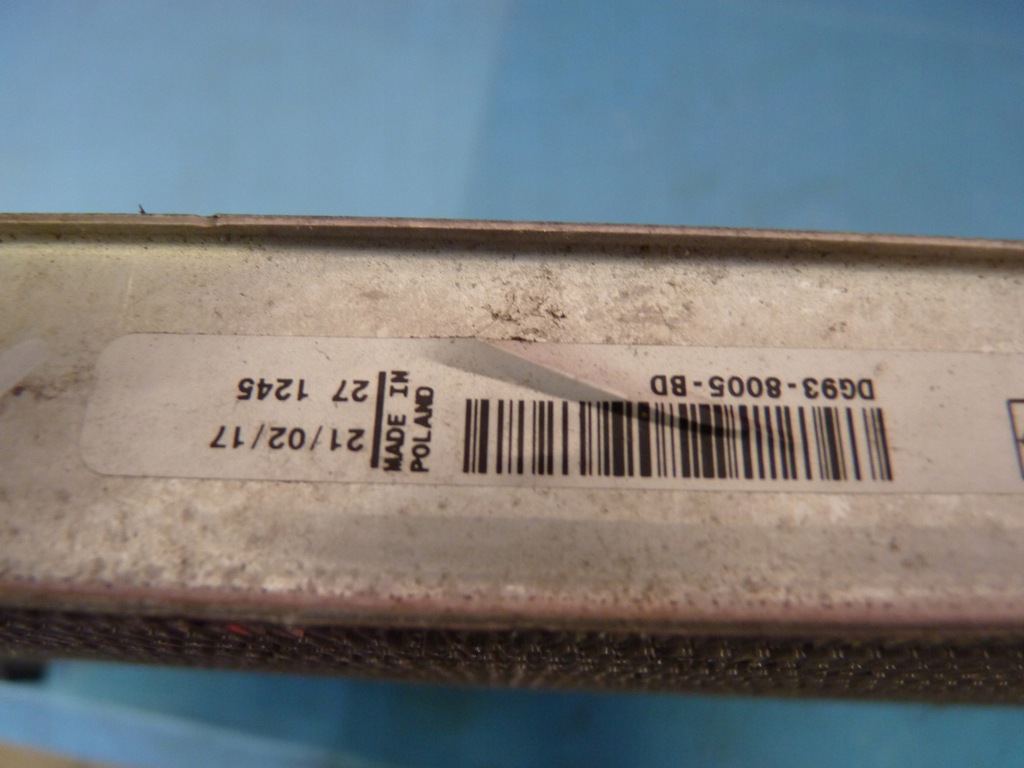 DG93-8005-BD
MADE IN
POLAND
21/02/17
27 1245